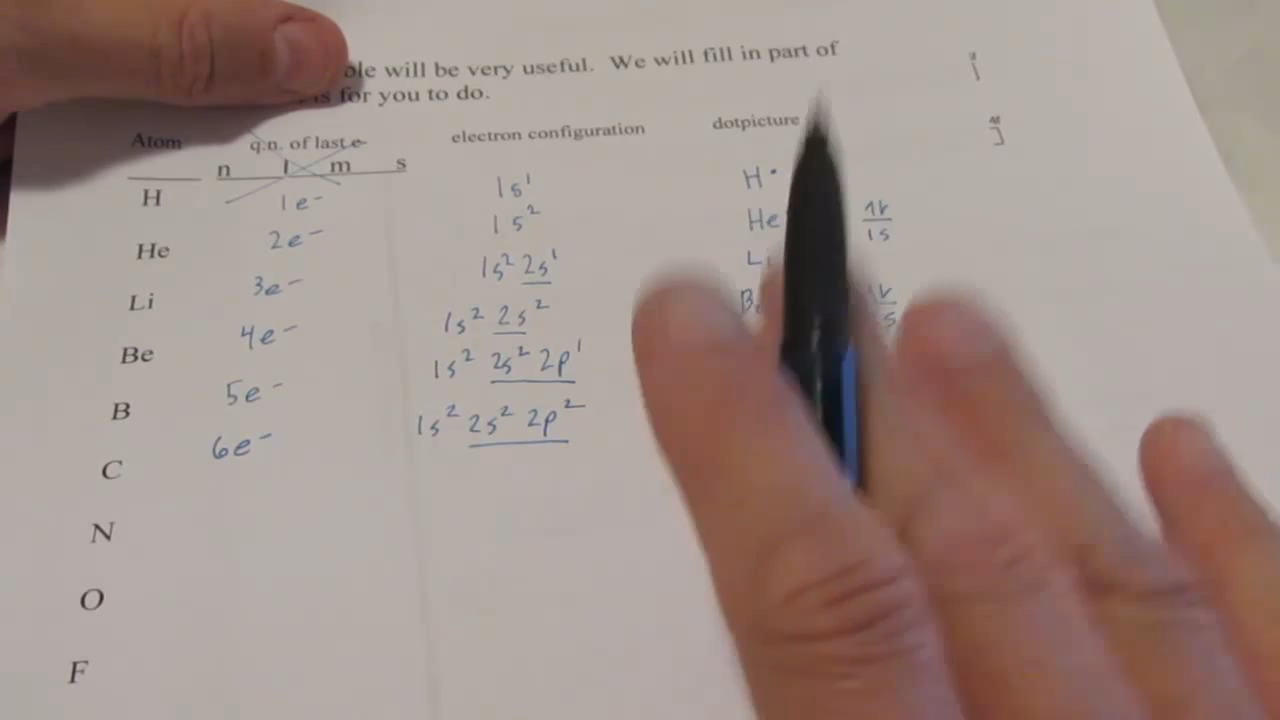 will be very useful. We will fill in part of
for you to do.
Atom q.n. of last e- electron configuration dotpicture
n l m s
H 1e- 1s¹ H·
He 2e- 1s² He 1s
Li 3e- 1s² 2s¹
Be 4e- 1s² 2s²
B 5e- 1s² 2s² 2p¹
C 6e- 1s² 2s² 2p²
N
O
F